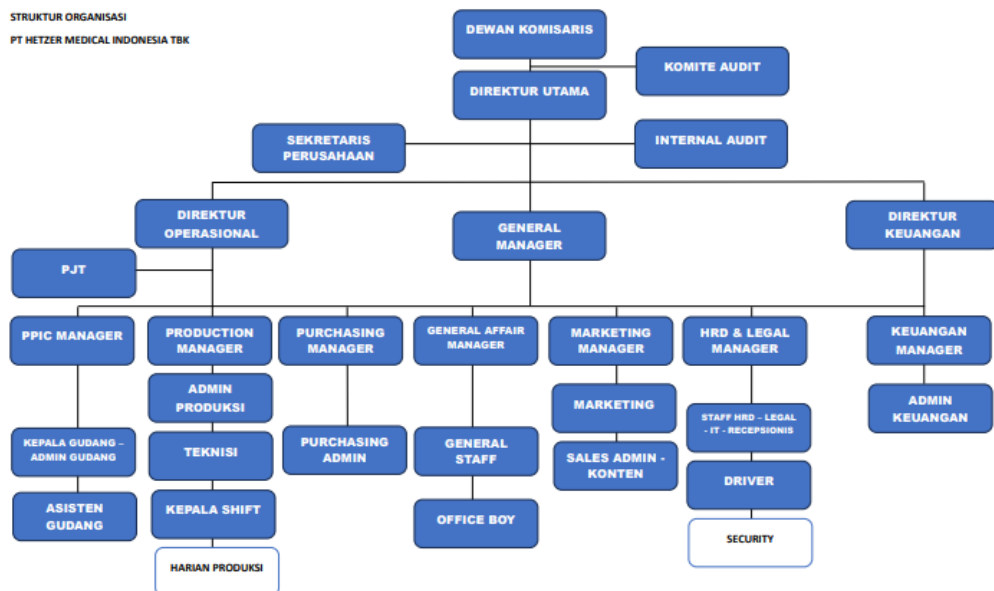 STRUKTUR ORGANISASI
PT HETZER MEDICAL INDONESIA TBK
DEWAN KOMISARIS
KOMITE AUDIT
DIREKTUR UTAMA
SEKRETARIS
PERUSAHAAN
INTERNAL AUDIT
DIREKTUR
OPERASIONAL
GENERAL
MANAGER
DIREKTUR
KEUANGAN
PJT
PPIC MANAGER
PRODUCTION
MANAGER
PURCHASING
MANAGER
GENERAL AFFAIR
MANAGER
MARKETING
MANAGER
HRD & LEGAL
MANAGER
KEUANGAN
MANAGER
ADMIN
PRODUKSI
MARKETING
STAFF HRD – LEGAL
- IT - RECEPSIONIS
ADMIN
KEUANGAN
KEPALA GUDANG –
ADMIN GUDANG
TEKNISI
PURCHASING
ADMIN
GENERAL
STAFF
SALES ADMIN -
KONTEN
DRIVER
ASISTEN
GUDANG
KEPALA SHIFT
OFFICE BOY
SECURITY
HARIAN PRODUKSI